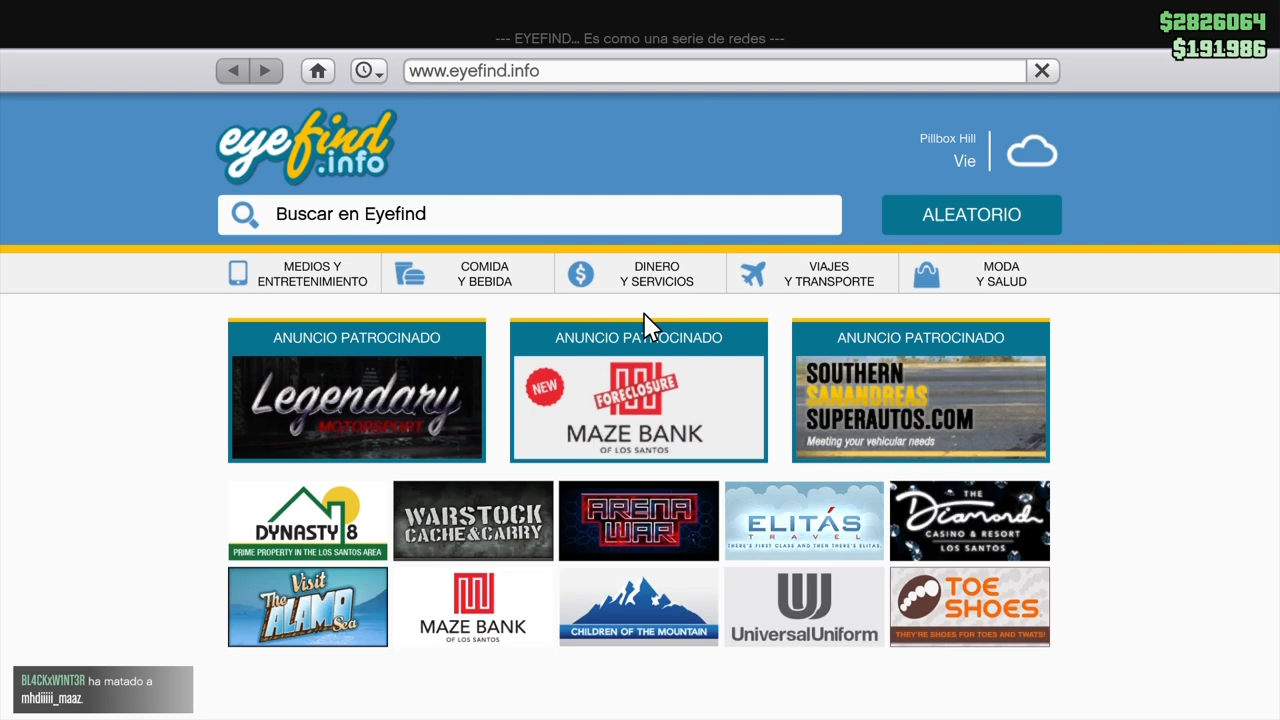 --- EYEFIND... Es como una serie de redes ---
$2826064
$191986
www.eyefind.info
eyefind
.info
Pillbox Hill
Vie
Buscar en Eyefind
ALEATORIO
MEDIOS Y
ENTRETENIMIENTO
COMIDA
Y BEBIDA
DINERO
Y SERVICIOS
VIAJES
Y TRANSPORTE
MODA
Y SALUD
ANUNCIO PATROCINADO
Legendary
MOTORSPORT
ANUNCIO PATROCINADO
NEW
FORECLOSURE
MAZE BANK
OF LOS SANTOS
ANUNCIO PATROCINADO
SOUTHERN
SANANDREAS
SUPERAUTOS.COM
Meeting your vehicular needs
DYNASTY 8
PRIME PROPERTY IN THE LOS SANTOS AREA
WARSTOCK
CACHE & CARRY
ARENA
WAR
ELITÁS
TRAVEL
THERE'S FIRST CLASS AND THEN THERE'S ELITAS.
THE
Diamond
CASINO & RESORT
LOS SANTOS
Visit
The
ALAMO
Sea
MAZE BANK
OF LOS SANTOS
CHILDREN OF THE MOUNTAIN
UniversalUniform
TOE
SHOES
THEY'RE SHOES FOR TOES AND TWATS!
BL4CKxW1NT3R ha matado a
mhdiiiii_maaz.